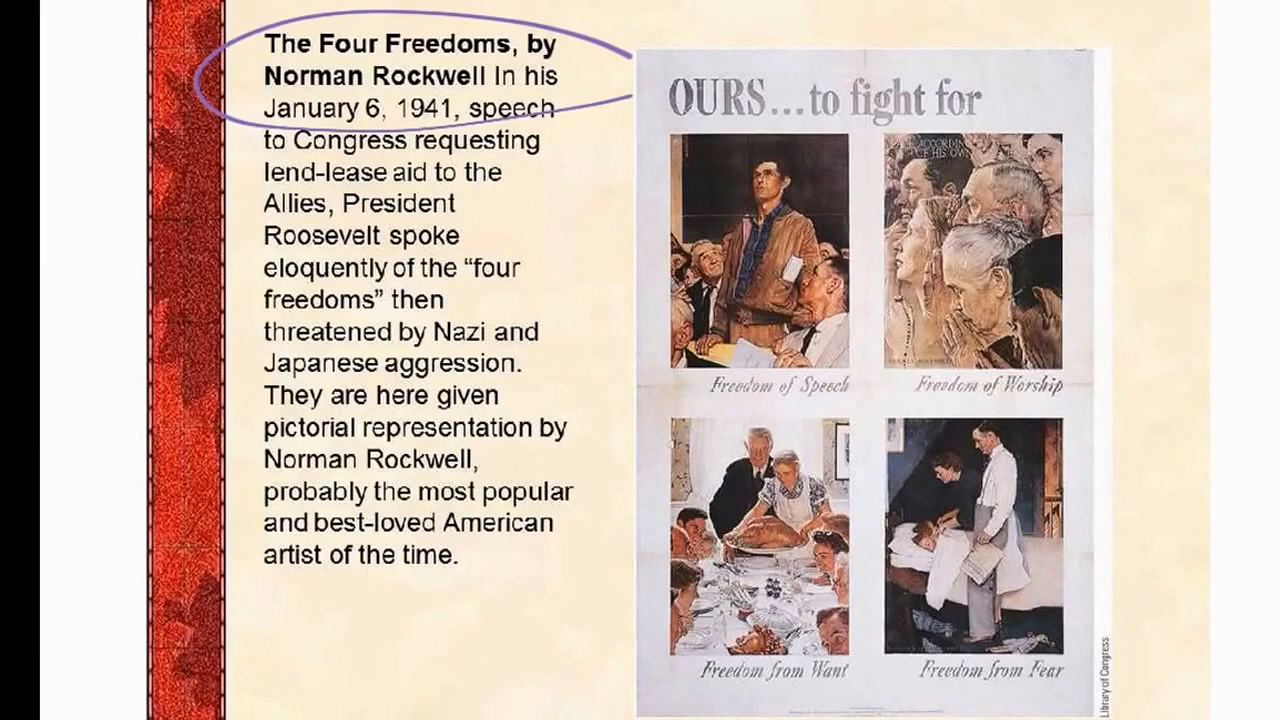 The Four Freedoms, by
Norman Rockwell In his
January 6, 1941, speech
to Congress requesting
lend-lease aid to the
Allies, President
Roosevelt spoke
eloquently of the “four
freedoms” then
threatened by Nazi and
Japanese aggression.
They are here given
pictorial representation by
Norman Rockwell,
probably the most popular
and best-loved American
artist of the time.
OURS...to fight for
Freedom of Speech
Freedom of Worship
Freedom from Want
Freedom from Fear
Library of Congress